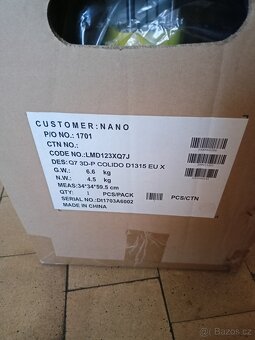 CUSTOMER:NANO
P/O NO.: 1701
CTN NO.:
CODE NO.:LMD123XQ7J
DES: Q7 3D-P COLIDO D1315 EU X
G.W.: 6.6 kg
N.W.: 4.5 kg
MEAS:34*34*59.5 cm
QTY: 1 PCS/PACK PCS/CTN
SERIAL NO.:DI1703A6002
MADE IN CHINA
Bazoš.cz